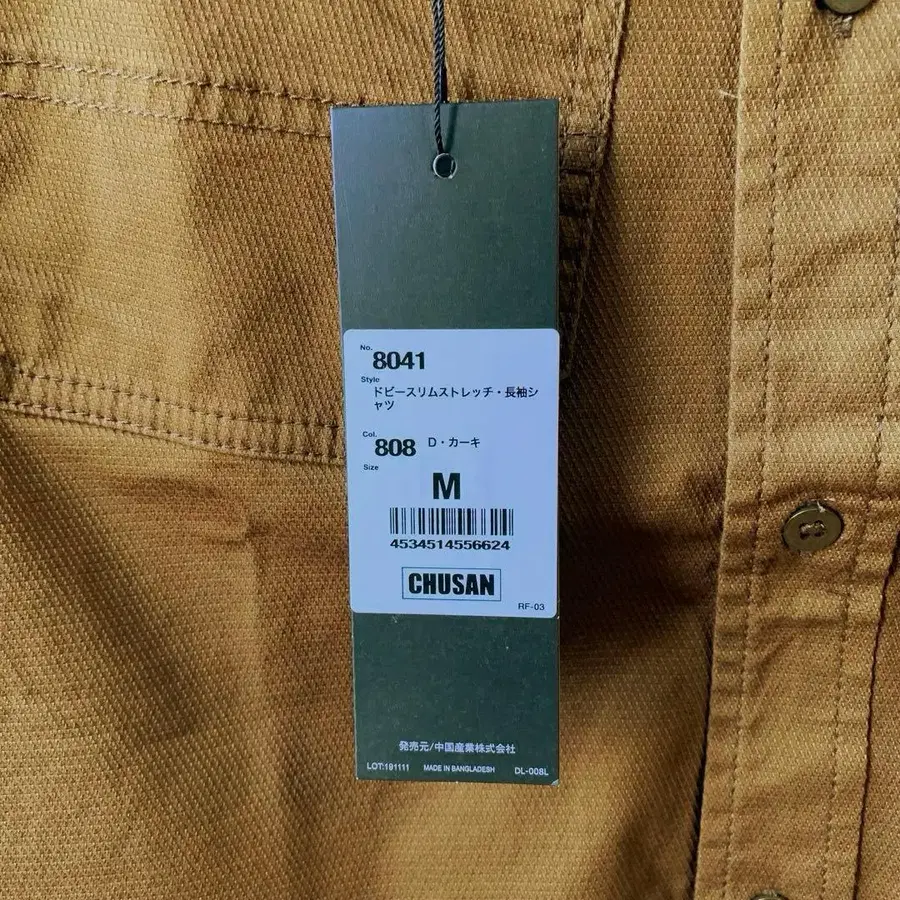 No.
8041
Style
ドビースリムストレッチ・長袖シ
ャツ
Col.
808 D・カーキ
Size
M
4534514556624
CHUSAN
RF-03
発売元/中国産業株式会社
LOT:191111 MADE IN BANGLADESH DL-008L